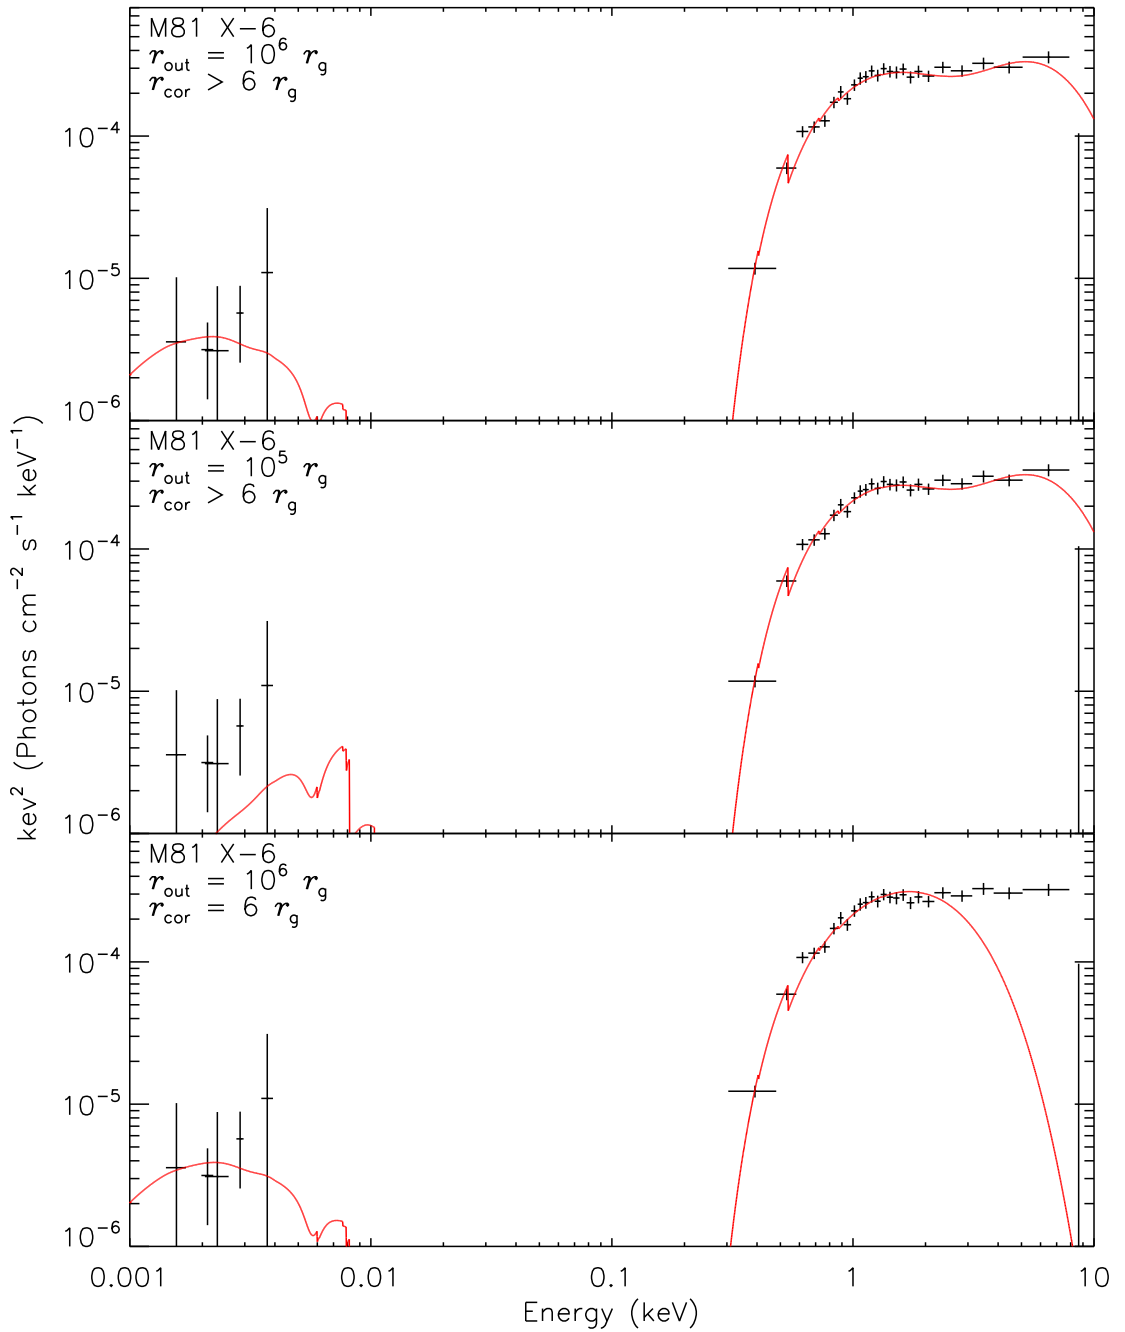 M81 X-6
r_out = 10^6 r_g
r_cor > 6 r_g
10^-4
10^-5
10^-6
M81 X-6
r_out = 10^5 r_g
r_cor > 6 r_g
10^-4
10^-5
10^-6
M81 X-6
r_out = 10^6 r_g
r_cor = 6 r_g
10^-4
10^-5
10^-6
0.001 0.01 0.1 1 10
Energy (keV)
keV^2 (Photons cm^-2 s^-1 keV^-1)